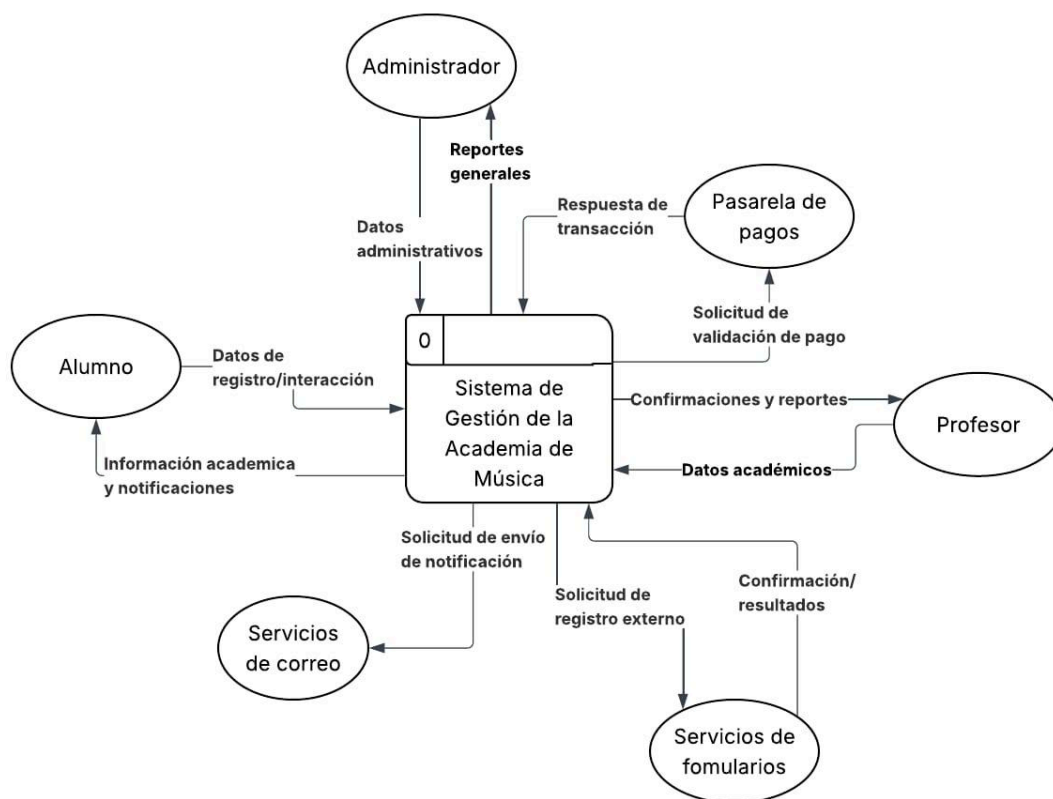 Administrador
Reportes
generales
Datos
administrativos
Respuesta de
transacción
Pasarela de
pagos
Solicitud de
validación de pago
0
Sistema de
Gestión de la
Academia de
Música
Alumno
Datos de
registro/interacción
Información academica
y notificaciones
Confirmaciones y reportes
Profesor
Datos académicos
Solicitud de envío
de notificación
Servicios
de correo
Solicitud de
registro externo
Confirmación/
resultados
Servicios de
fomularios